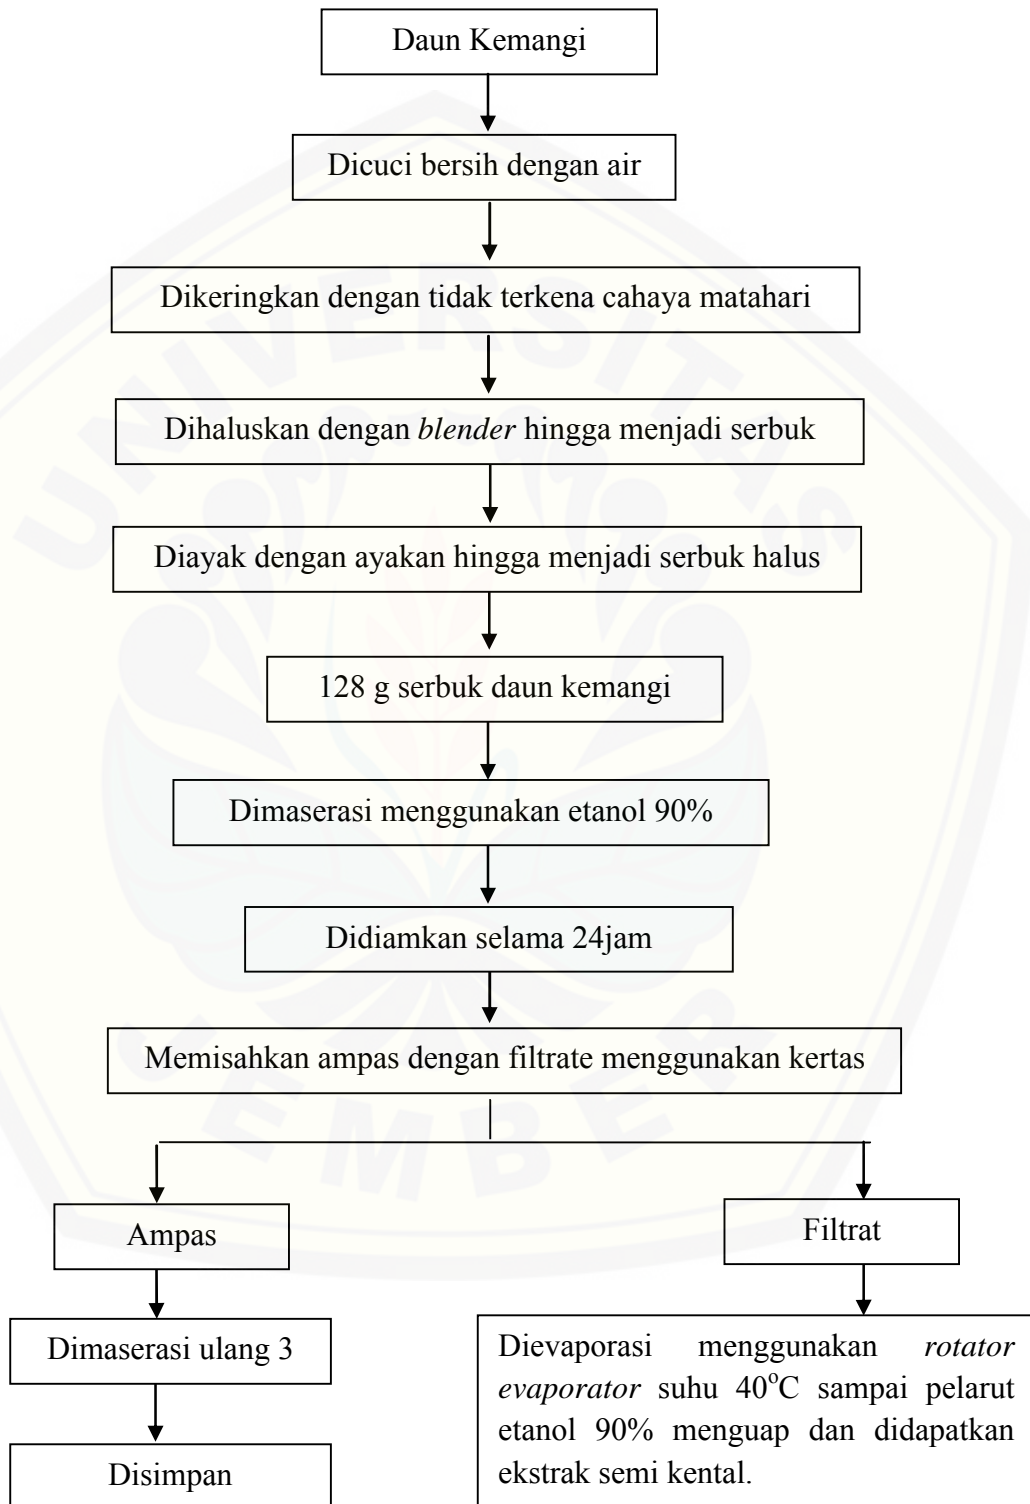 Daun Kemangi
Dicuci bersih dengan air
Dikeringkan dengan tidak terkena cahaya matahari
Dihaluskan dengan blender hingga menjadi serbuk
Diayak dengan ayakan hingga menjadi serbuk halus
128 g serbuk daun kemangi
Dimaserasi menggunakan etanol 90%
Didiamkan selama 24jam
Memisahkan ampas dengan filtrate menggunakan kertas
Ampas
Filtrat
Dimaserasi ulang 3
Disimpan
Dievaporasi menggunakan rotator
evaporator suhu 40°C sampai pelarut
etanol 90% menguap dan didapatkan
ekstrak semi kental.
UNIVERSITAS
JEMBER